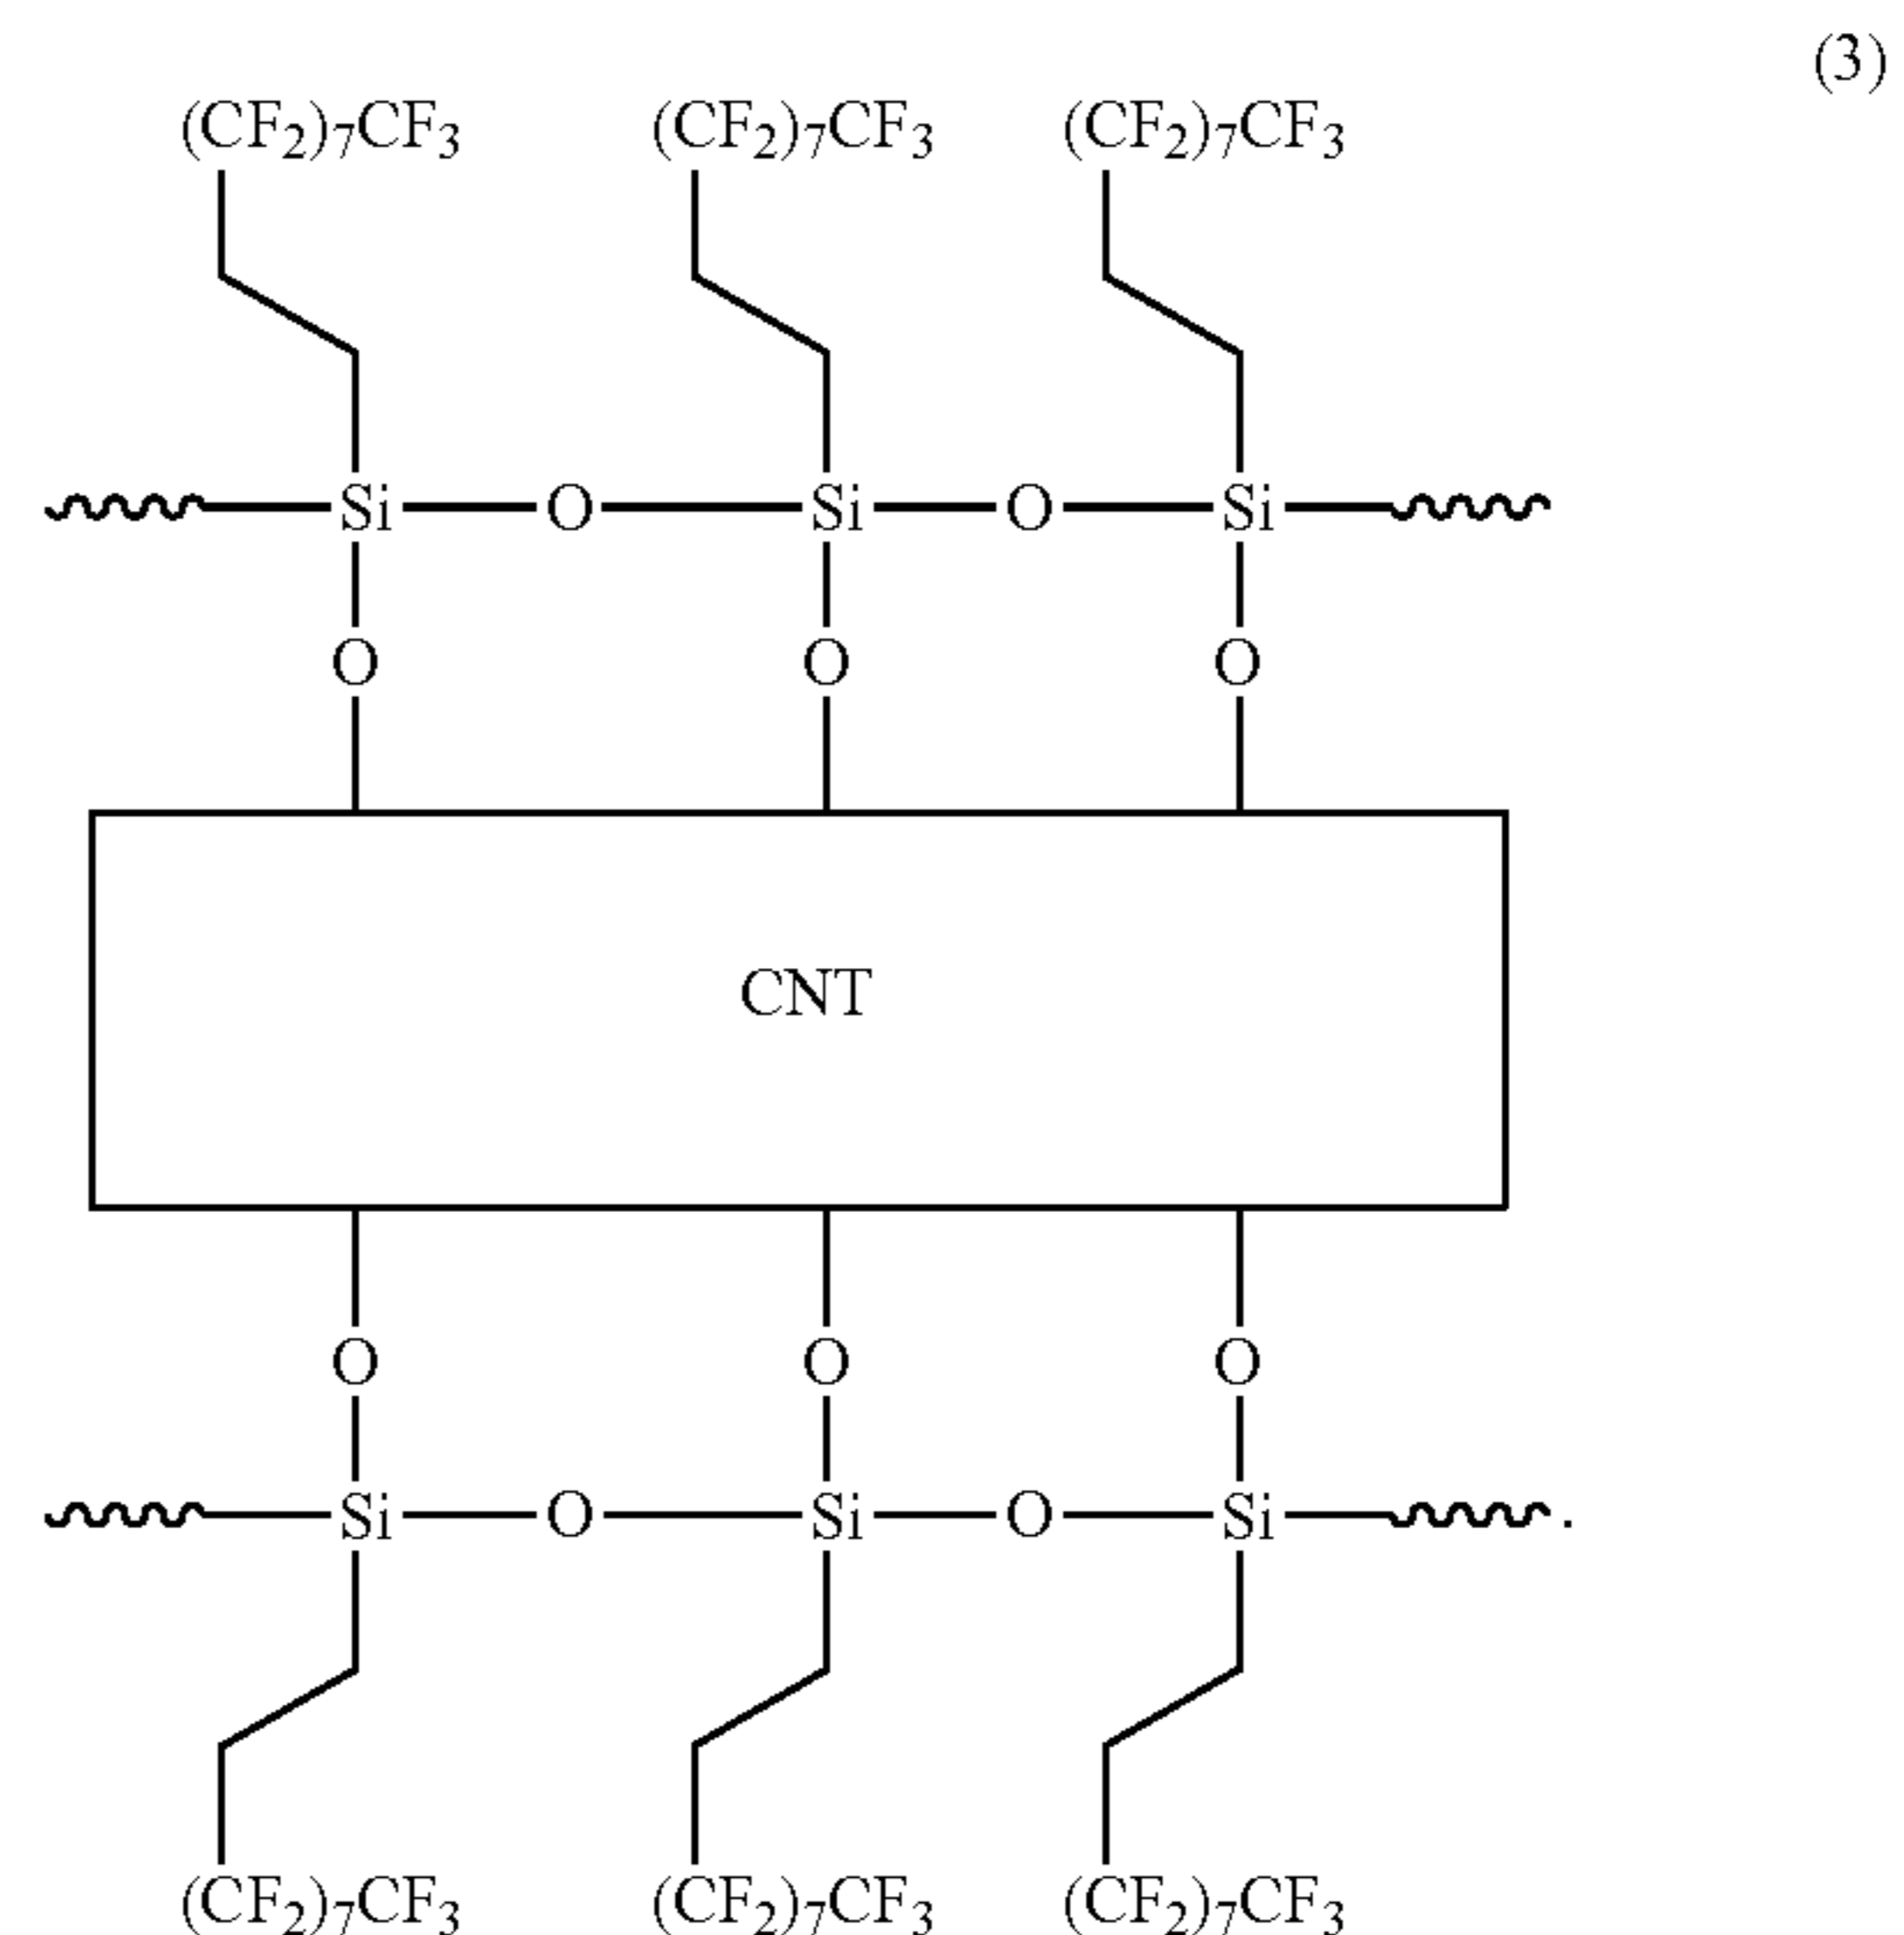 (3)
(CF2)7CF3 (CF2)7CF3 (CF2)7CF3
Si O Si O Si
O O O
CNT
O O O
Si O Si O Si .
(CF2)7CF3 (CF2)7CF3 (CF2)7CF3